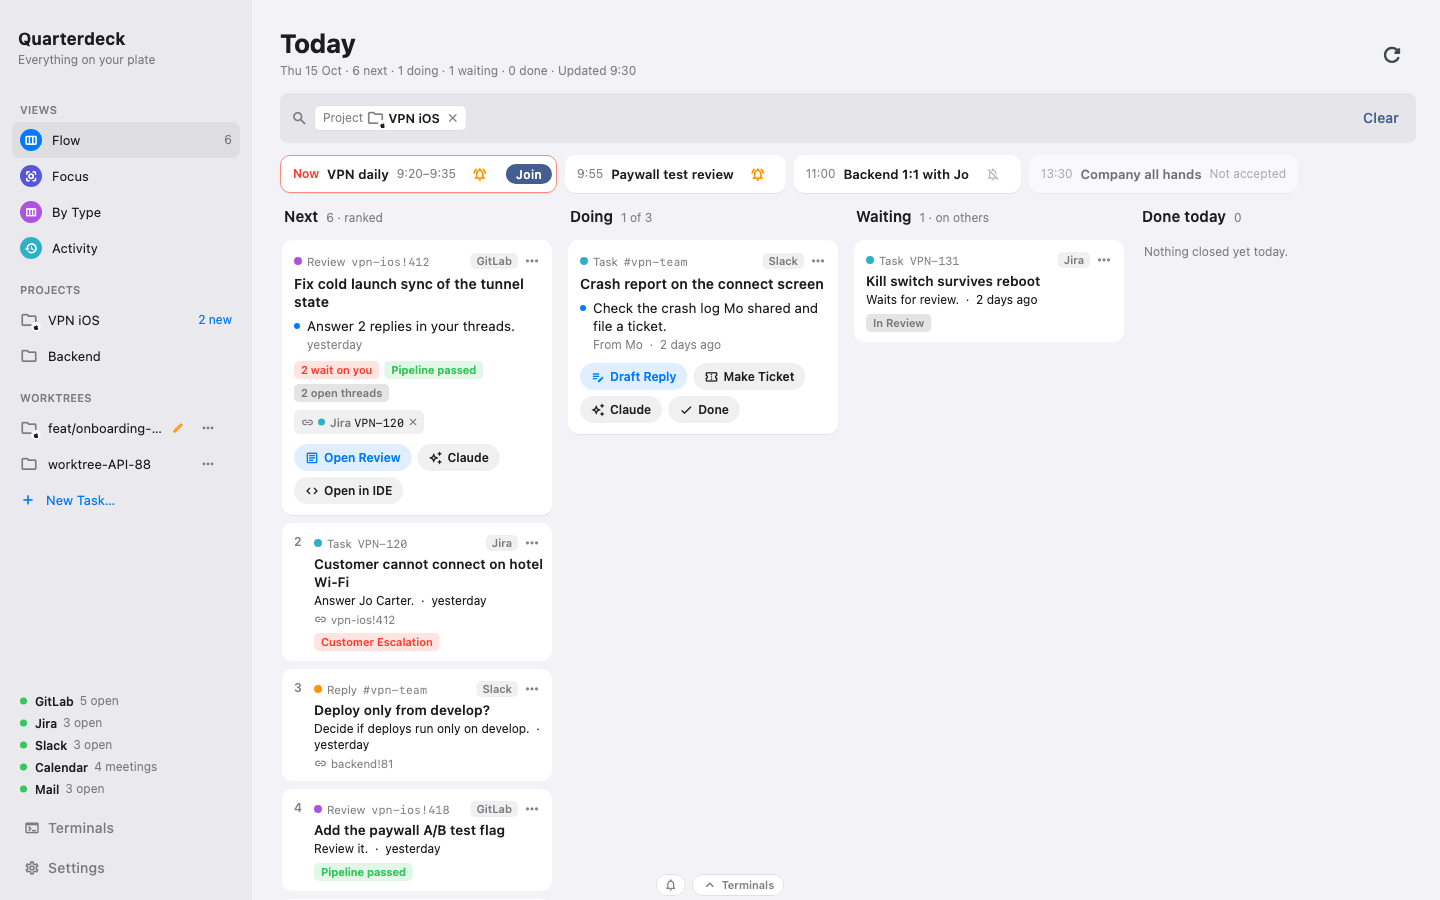 Quarterdeck
Everything on your plate
VIEWS
Flow 6
Focus
By Type
Activity
PROJECTS
VPN iOS 2 new
Backend
WORKTREES
feat/onboarding-...
worktree-API-88
New Task...
GitLab 5 open
Jira 3 open
Slack 3 open
Calendar 4 meetings
Mail 3 open
Terminals
Settings
Today
Thu 15 Oct · 6 next · 1 doing · 1 waiting · 0 done · Updated 9:30
Project VPN iOS
Clear
Now VPN daily 9:20–9:35 Join
9:55 Paywall test review
11:00 Backend 1:1 with Jo
13:30 Company all hands Not accepted
Next 6 · ranked
Review vpn-ios!412 GitLab
Fix cold launch sync of the tunnel
state
Answer 2 replies in your threads.
yesterday
2 wait on you Pipeline passed
2 open threads
Jira VPN-120
Open Review Claude
Open in IDE
2 Task VPN-120 Jira
Customer cannot connect on hotel
Wi-Fi
Answer Jo Carter. · yesterday
vpn-ios!412
Customer Escalation
3 Reply #vpn-team Slack
Deploy only from develop?
Decide if deploys run only on develop. ·
yesterday
backend!81
4 Review vpn-ios!418 GitLab
Add the paywall A/B test flag
Review it. · yesterday
Pipeline passed
Doing 1 of 3
Task #vpn-team Slack
Crash report on the connect screen
Check the crash log Mo shared and
file a ticket.
From Mo · 2 days ago
Draft Reply Make Ticket
Claude Done
Waiting 1 · on others
Task VPN-131 Jira
Kill switch survives reboot
Waits for review. · 2 days ago
In Review
Done today 0
Nothing closed yet today.
Terminals